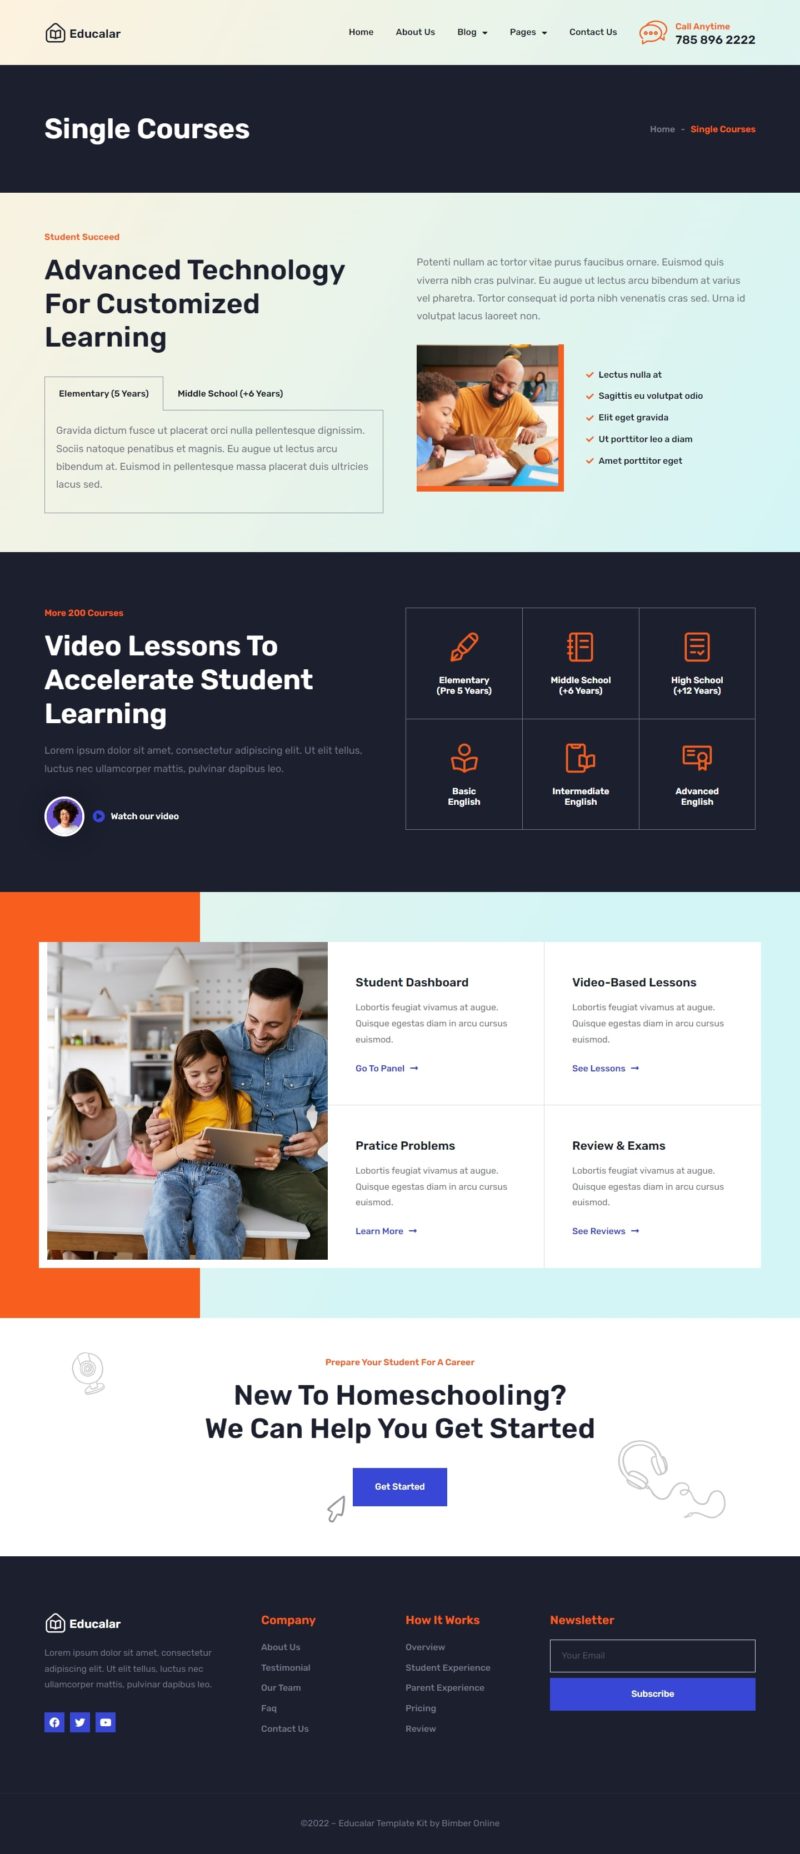 Educalar
Home
About Us
Blog
Pages
Contact Us
Call Anytime
785 896 2222
Single Courses
Home - Single Courses
Student Succeed
Advanced Technology
For Customized
Learning
Elementary (5 Years)
Middle School (+6 Years)
Gravida dictum fusce ut placerat orci nulla pellentesque dignissim.
Sociis natoque penatibus et magnis. Eu augue ut lectus arcu
bibendum at. Euismod in pellentesque massa placerat duis ultricies
lacus sed.
Potenti nullam ac tortor vitae purus faucibus ornare. Euismod quis
viverra nibh cras pulvinar. Eu augue ut lectus arcu bibendum at varius
vel pharetra. Tortor consequat id porta nibh venenatis cras sed. Urna id
volutpat lacus laoreet non.
Lectus nulla at
Sagittis eu volutpat odio
Elit eget gravida
Ut porttitor leo a diam
Amet porttitor eget
More 200 Courses
Video Lessons To
Accelerate Student
Learning
Lorem ipsum dolor sit amet, consectetur adipiscing elit. Ut elit tellus,
luctus nec ullamcorper mattis, pulvinar dapibus leo.
Watch our video
Elementary
(Pre 5 Years)
Middle School
(+6 Years)
High School
(+12 Years)
Basic
English
Intermediate
English
Advanced
English
Student Dashboard
Lobortis feugiat vivamus at augue.
Quisque egestas diam in arcu cursus
euismod.
Go To Panel
Video-Based Lessons
Lobortis feugiat vivamus at augue.
Quisque egestas diam in arcu cursus
euismod.
See Lessons
Pratice Problems
Lobortis feugiat vivamus at augue.
Quisque egestas diam in arcu cursus
euismod.
Learn More
Review & Exams
Lobortis feugiat vivamus at augue.
Quisque egestas diam in arcu cursus
euismod.
See Reviews
Prepare Your Student For A Career
New To Homeschooling?
We Can Help You Get Started
Get Started
Educalar
Lorem ipsum dolor sit amet, consectetur
adipiscing elit. Ut elit tellus, luctus nec
ullamcorper mattis, pulvinar dapibus leo.
Company
About Us
Testimonial
Our Team
Faq
Contact Us
How It Works
Overview
Student Experience
Parent Experience
Pricing
Review
Newsletter
Your Email
Subscribe
©2022 – Educalar Template Kit by Bimber Online